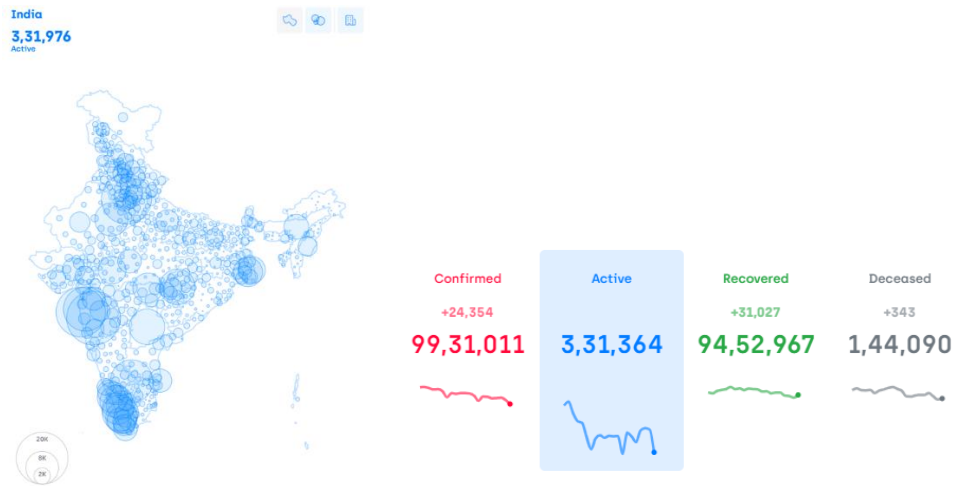 India
3,31,976
Active
20K
8K
2K
Confirmed Active Recovered Deceased
+24,354 +31,027 +343
99,31,011 3,31,364 94,52,967 1,44,090